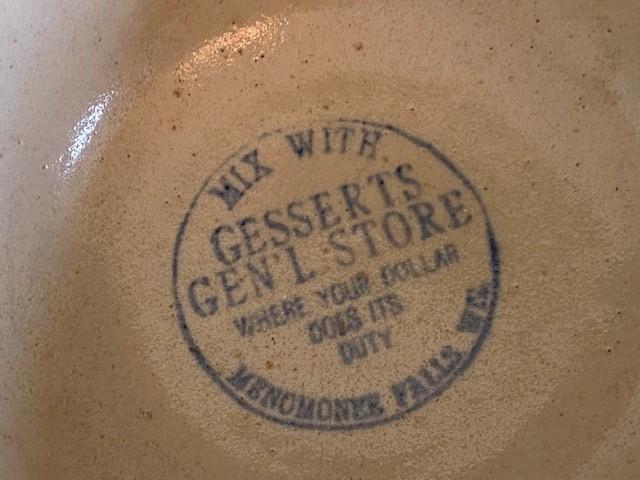 MIX WITH
GESSERTS
GEN'L STORE
WHERE YOUR DOLLAR
DOES ITS
DUTY
MENOMONEE FALLS WIS.